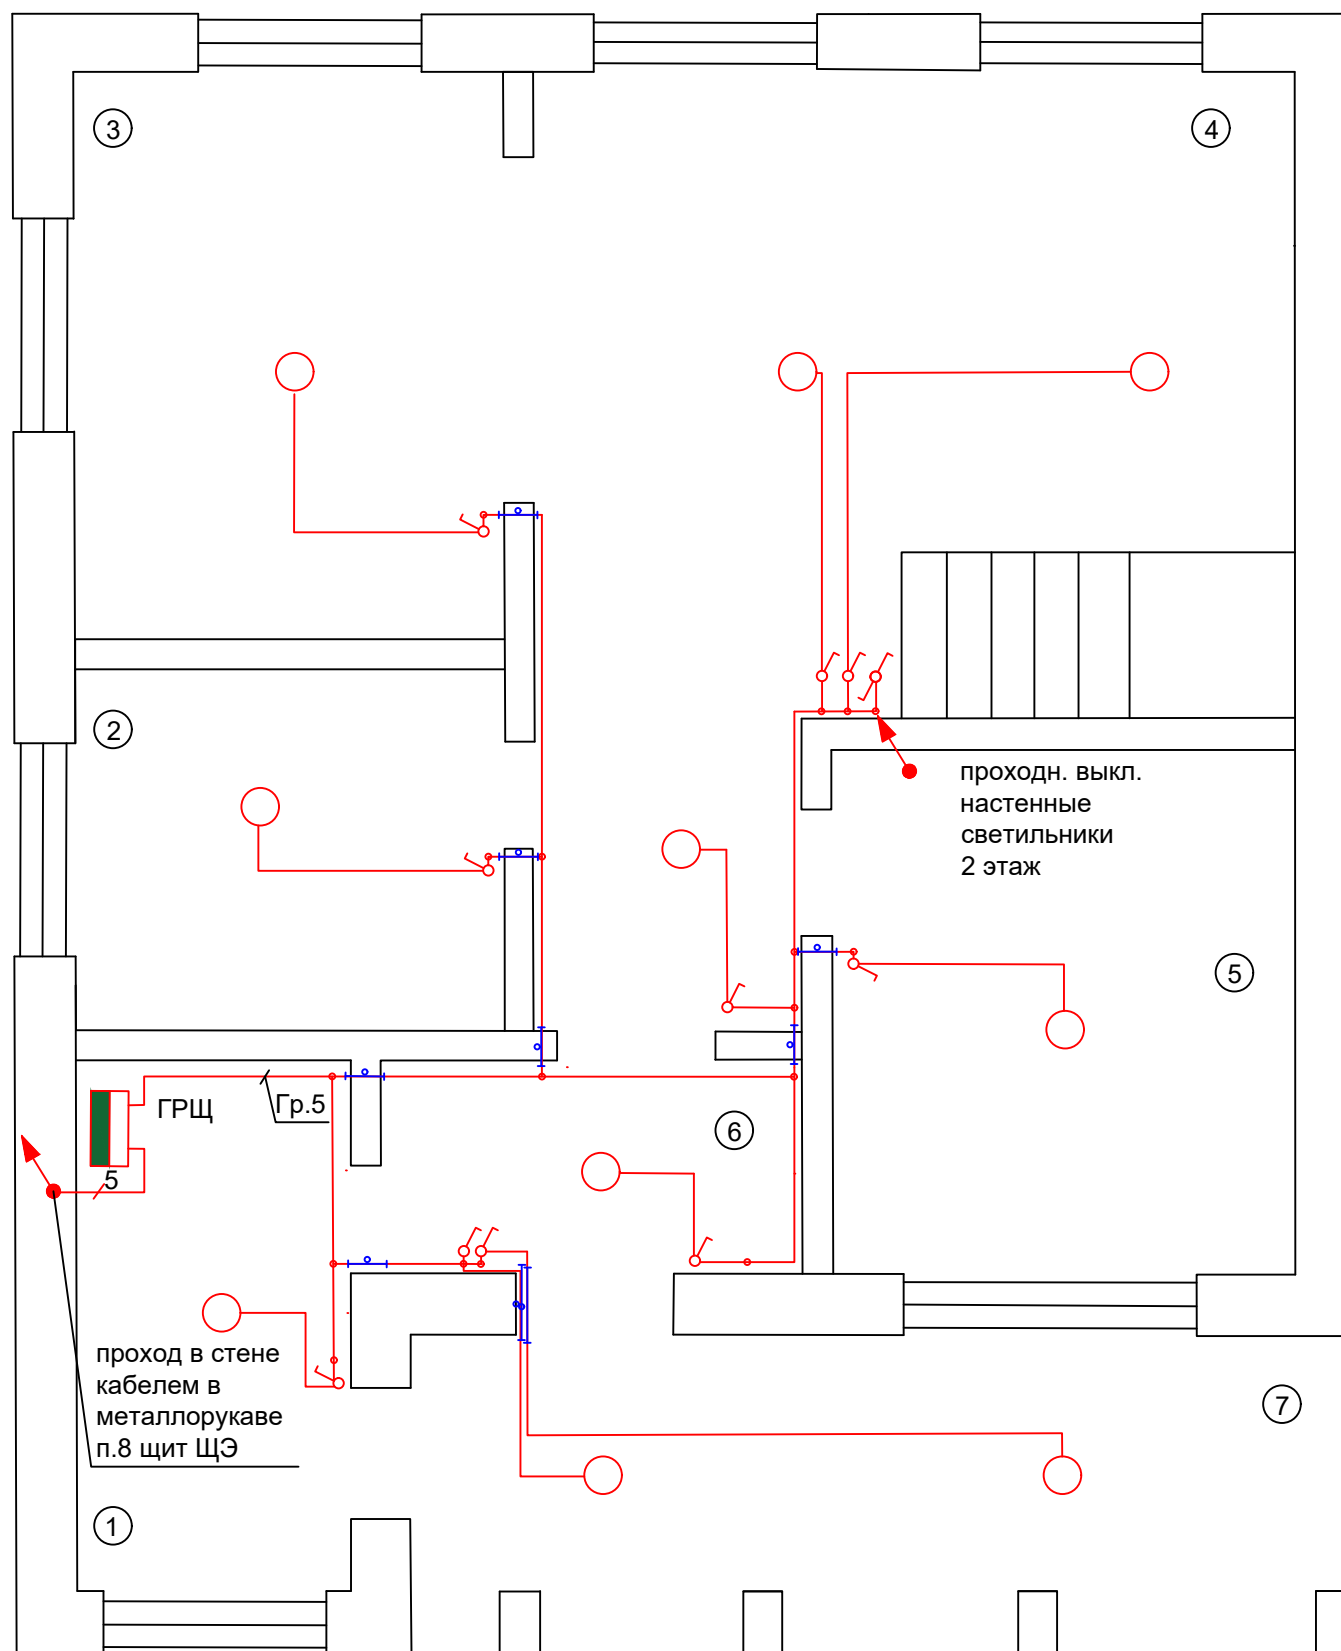 3
4
2
проходн. выкл.
настенные
светильники
2 этаж
5
ГРЩ
Гр.5
6
5
проход в стене
кабелем в
металлорукаве
п.8 щит ЩЭ
7
1